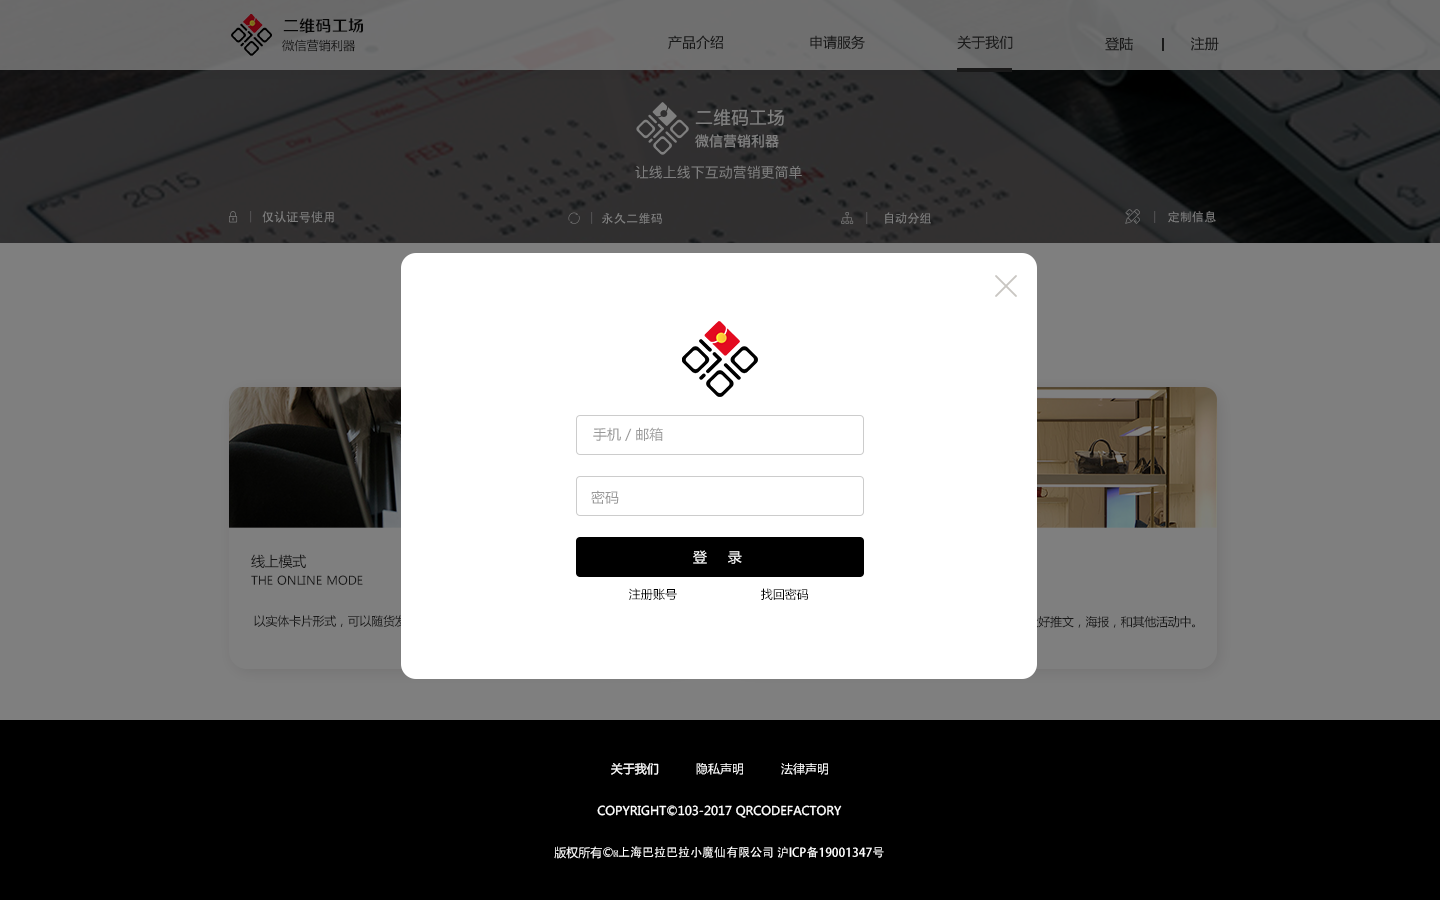 二维码工场
微信营销利器
产品介绍
申请服务
关于我们
登陆
注册
2015
FEB
MAR
二维码工场
微信营销利器
让线上线下互动营销更简单
仅认证号使用
永久二维码
自动分组
定制信息
手机 / 邮箱
密码
登 录
注册账号
找回密码
线上模式
THE ONLINE MODE
以实体卡片形式，可以随货发
好推文，海报，和其他活动中。
关于我们
隐私声明
法律声明
COPYRIGHT©103-2017 QRCODEFACTORY
版权所有©上海巴拉巴拉小魔仙有限公司 沪ICP备19001347号